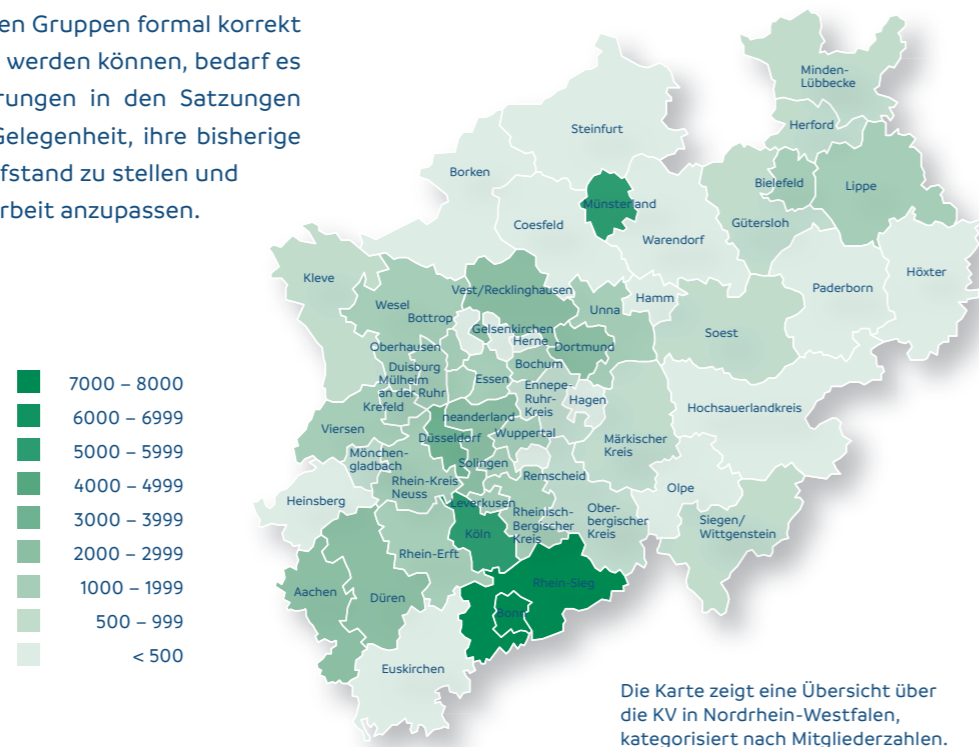 en Gruppen formal korrekt
werden können, bedarf es
rungen in den Satzungen
Gelegenheit, ihre bisherige
fstand zu stellen und
rbeit anzupassen.
Minden-
Lübbecke
Herford
Steinfurt
Bielefeld
Lippe
Borken
Münsterland
Gütersloh
Coesfeld
Warendorf
Höxter
Kleve
Paderborn
Vest/Recklinghausen
Wesel
Hamm
Unna
Bottrop
Gelsenkirchen
Soest
Herne
Oberhausen
Dortmund
Duisburg
Bochum
Mülheim
an der Ruhr
Essen
Ennepe-
Ruhr-
Kreis
Hagen
Krefeld
Hochsauerlandkreis
neanderland
Viersen
Düsseldorf
Wuppertal
Märkischer
Kreis
Mönchen-
gladbach
Solingen
Remscheid
Rhein-Kreis
Neuss
Olpe
Heinsberg
Leverkusen
Rheinisch-
Bergischer
Kreis
Ober-
bergischer
Kreis
Siegen/
Wittgenstein
Köln
Rhein-Erft
Rhein-Sieg
Aachen
Düren
Bonn
Euskirchen
7000 – 8000
6000 – 6999
5000 – 5999
4000 – 4999
3000 – 3999
2000 – 2999
1000 – 1999
500 – 999
< 500
Die Karte zeigt eine Übersicht über
die KV in Nordrhein-Westfalen,
kategorisiert nach Mitgliederzahlen.